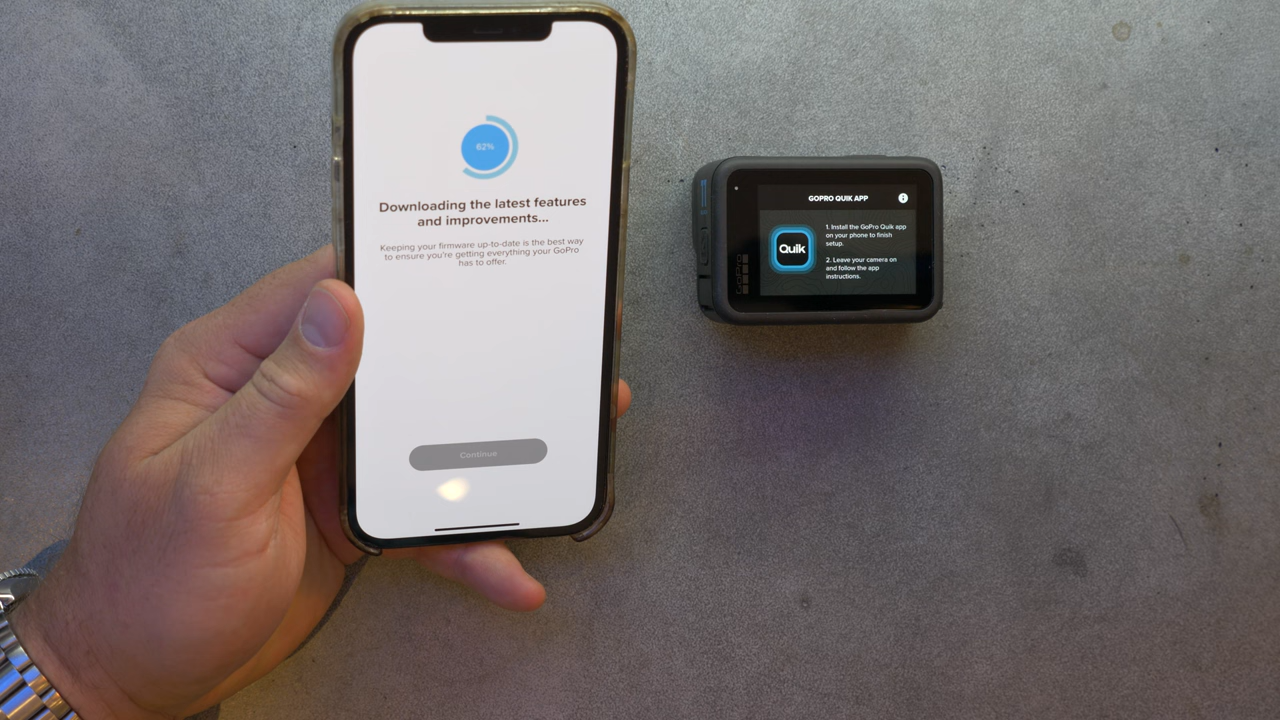 62%
Downloading the latest features
and improvements...
Keeping your firmware up-to-date is the best way
to ensure you're getting everything your GoPro
has to offer.
Continue
GOPRO QUIK APP
Quik
1. Install the GoPro Quik app
on your phone to finish
setup.
2. Leave your camera on
and follow the app
instructions.
GoPro